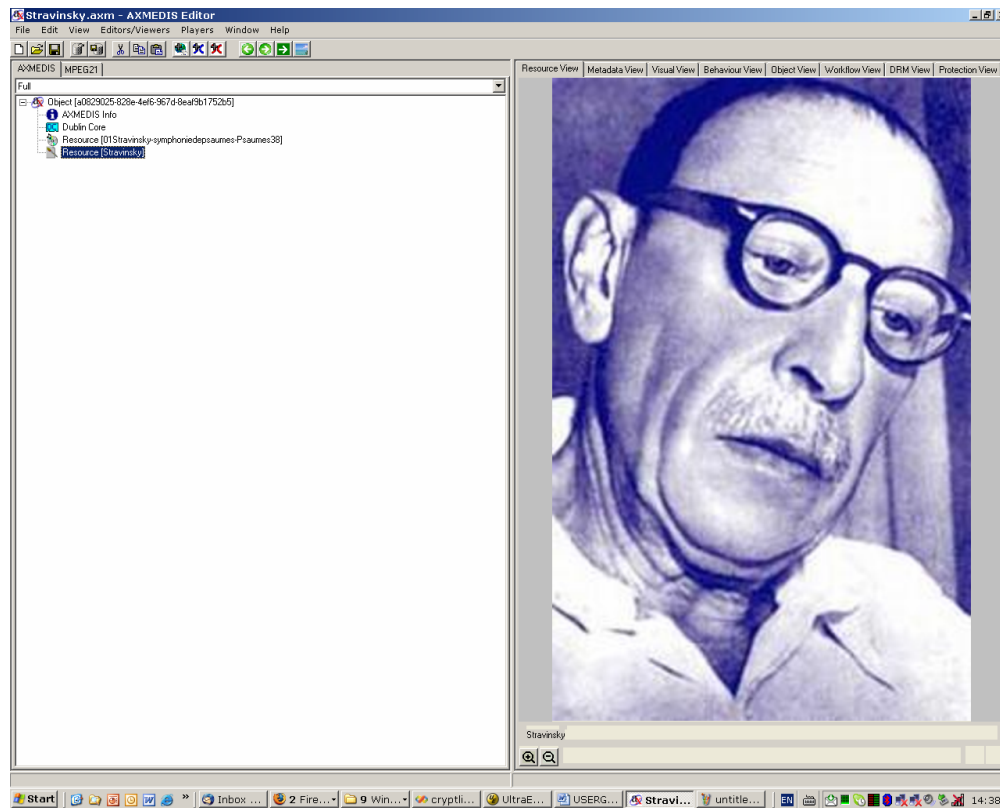 Stravinsky.axm - AXMEDIS Editor
File Edit View Editors/Viewers Players Window Help
AXMEDIS MPEG21
Resource View Metadata View Visual View Behaviour View Object View Workflow View DRM View Protection View
Full
Object [a0829025-828e-4ef6-967d-8eaf9b1752b5]
AXMEDIS Info
Dublin Core
Resource [01Stravinsky-symphoniedepsaumes-Psaumes38]
Resource [Stravinsky]
Stravinsky
Start Inbox ... 2 Fire... 9 Win... cryptli... UltraE... USERG... Stravi... untitle... EN 14:38